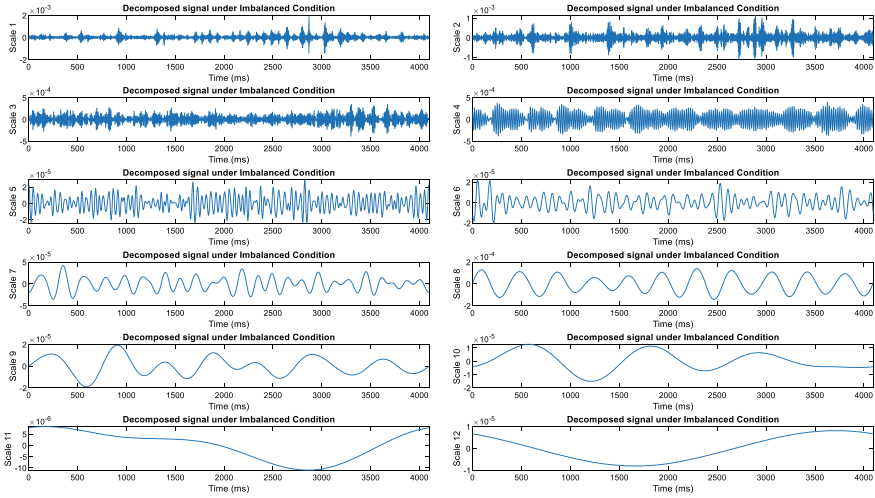 Decomposed signal under Imbalanced Condition
×10-3
2
0
-2
Scale 1
0 500 1000 1500 2000 2500 3000 3500 4000
Time (ms)
Decomposed signal under Imbalanced Condition
×10-3
1
0
-1
Scale 2
0 500 1000 1500 2000 2500 3000 3500 4000
Time (ms)
Decomposed signal under Imbalanced Condition
×10-4
5
0
-5
Scale 3
0 500 1000 1500 2000 2500 3000 3500 4000
Time (ms)
Decomposed signal under Imbalanced Condition
×10-4
5
0
-5
Scale 4
0 500 1000 1500 2000 2500 3000 3500 4000
Time (ms)
Decomposed signal under Imbalanced Condition
×10-5
2
0
-2
Scale 5
0 500 1000 1500 2000 2500 3000 3500 4000
Time (ms)
Decomposed signal under Imbalanced Condition
×10-5
2
0
-2
Scale 6
0 500 1000 1500 2000 2500 3000 3500 4000
Time (ms)
Decomposed signal under Imbalanced Condition
×10-5
5
0
-5
Scale 7
0 500 1000 1500 2000 2500 3000 3500 4000
Time (ms)
Decomposed signal under Imbalanced Condition
×10-4
2
0
-2
Scale 8
0 500 1000 1500 2000 2500 3000 3500 4000
Time (ms)
Decomposed signal under Imbalanced Condition
×10-5
2
0
-2
Scale 9
0 500 1000 1500 2000 2500 3000 3500 4000
Time (ms)
Decomposed signal under Imbalanced Condition
×10-5
1
0
-1
-2
Scale 10
0 500 1000 1500 2000 2500 3000 3500 4000
Time (ms)
Decomposed signal under Imbalanced Condition
×10-6
5
0
-5
-10
Scale 11
0 500 1000 1500 2000 2500 3000 3500 4000
Time (ms)
Decomposed signal under Imbalanced Condition
×10-5
1
0
-1
Scale 12
0 500 1000 1500 2000 2500 3000 3500 4000
Time (ms)